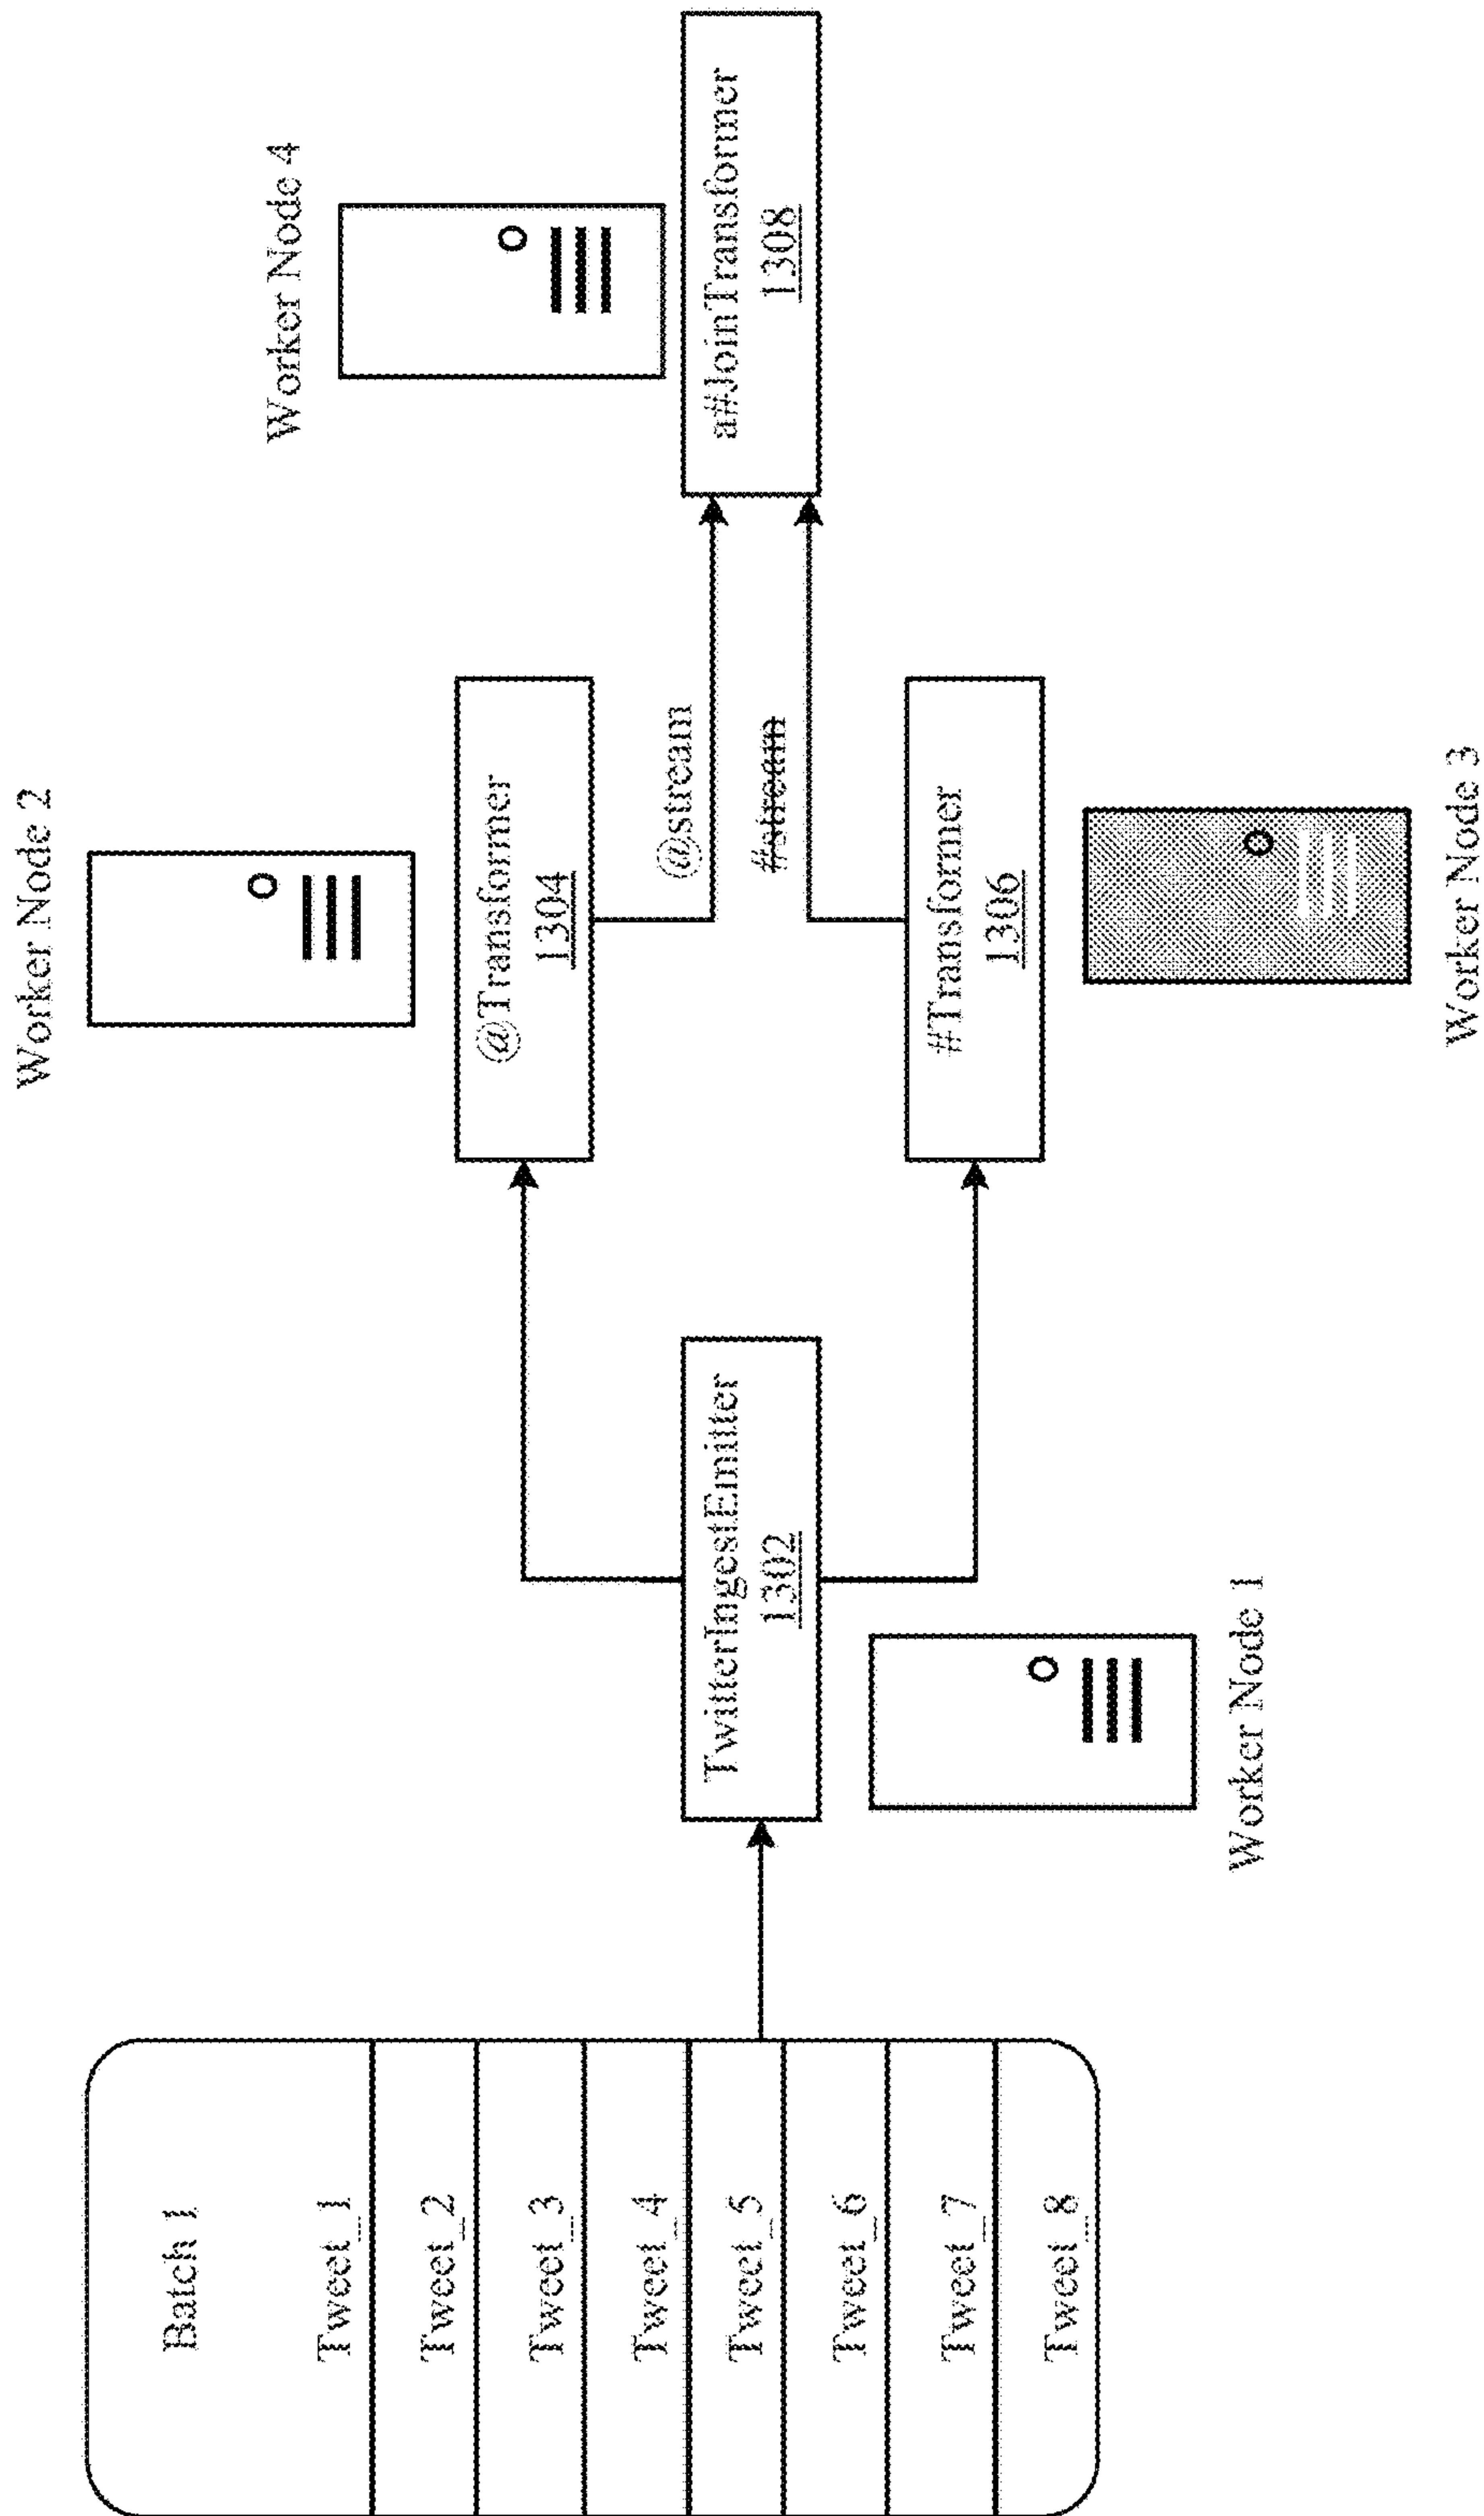 Batch 1
Tweet_1
Tweet_2
Tweet_3
Tweet_4
Tweet_5
Tweet_6
Tweet_7
Tweet_8
TwitterIngestEmitter
1302
Worker Node 1
Worker Node 2
@Transformer
1304
@stream
#stream
#Transformer
1306
Worker Node 3
Worker Node 4
a#JoinTransformer
1308